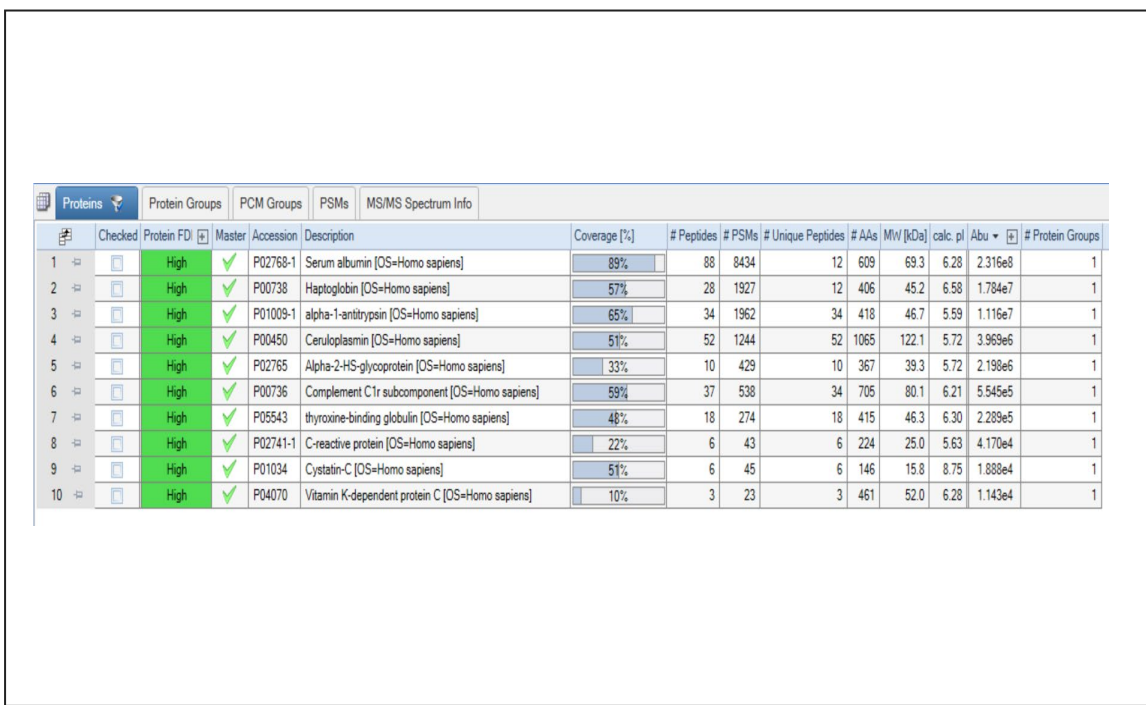 Proteins Protein Groups PCM Groups PSMs MS/MS Spectrum Info
Checked Protein FDI Master Accession Description Coverage [%] # Peptides # PSMs # Unique Peptides # AAs MW [kDa] calc. pI Abu # Protein Groups
1 High P02768-1 Serum albumin [OS=Homo sapiens] 89% 88 8434 12 609 69.3 6.28 2.316e8 1
2 High P00738 Haptoglobin [OS=Homo sapiens] 57% 28 1927 12 406 45.2 6.58 1.784e7 1
3 High P01009-1 alpha-1-antitrypsin [OS=Homo sapiens] 65% 34 1962 34 418 46.7 5.59 1.116e7 1
4 High P00450 Ceruloplasmin [OS=Homo sapiens] 51% 52 1244 52 1065 122.1 5.72 3.969e6 1
5 High P02765 Alpha-2-HS-glycoprotein [OS=Homo sapiens] 33% 10 429 10 367 39.3 5.72 2.198e6 1
6 High P00736 Complement C1r subcomponent [OS=Homo sapiens] 59% 37 538 34 705 80.1 6.21 5.545e5 1
7 High P05543 thyroxine-binding globulin [OS=Homo sapiens] 48% 18 274 18 415 46.3 6.30 2.289e5 1
8 High P02741-1 C-reactive protein [OS=Homo sapiens] 22% 6 43 6 224 25.0 5.63 4.170e4 1
9 High P01034 Cystatin-C [OS=Homo sapiens] 51% 6 45 6 146 15.8 8.75 1.888e4 1
10 High P04070 Vitamin K-dependent protein C [OS=Homo sapiens] 10% 3 23 3 461 52.0 6.28 1.143e4 1